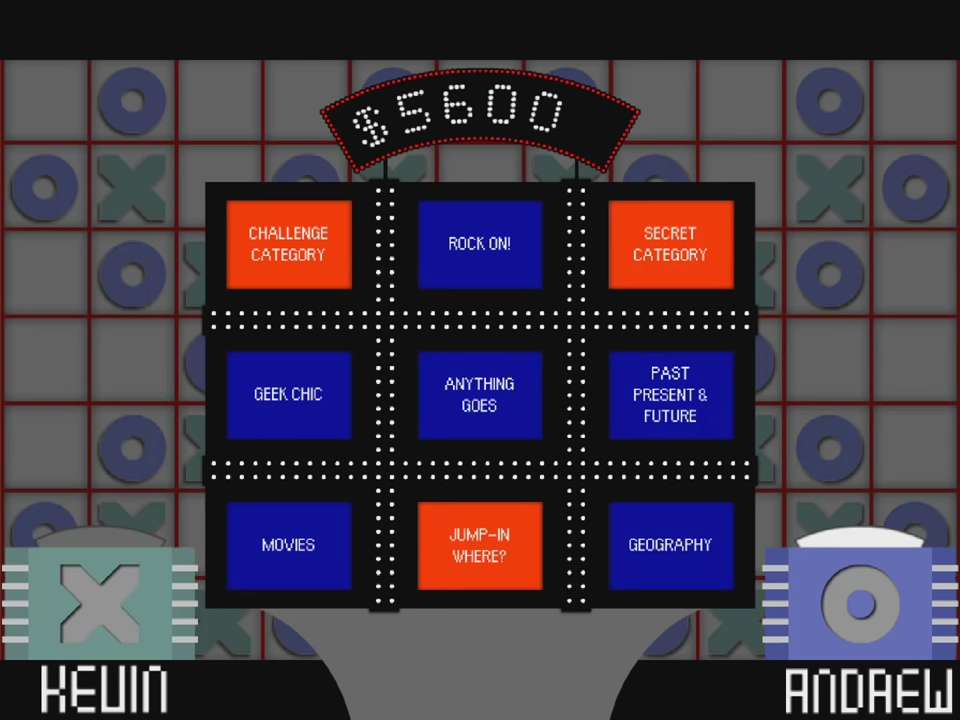 $5600
CHALLENGE
CATEGORY
ROCK ON!
SECRET
CATEGORY
GEEK CHIC
ANYTHING
GOES
PAST
PRESENT &
FUTURE
MOVIES
JUMP-IN
WHERE?
GEOGRAPHY
KEVIN
ANDREW